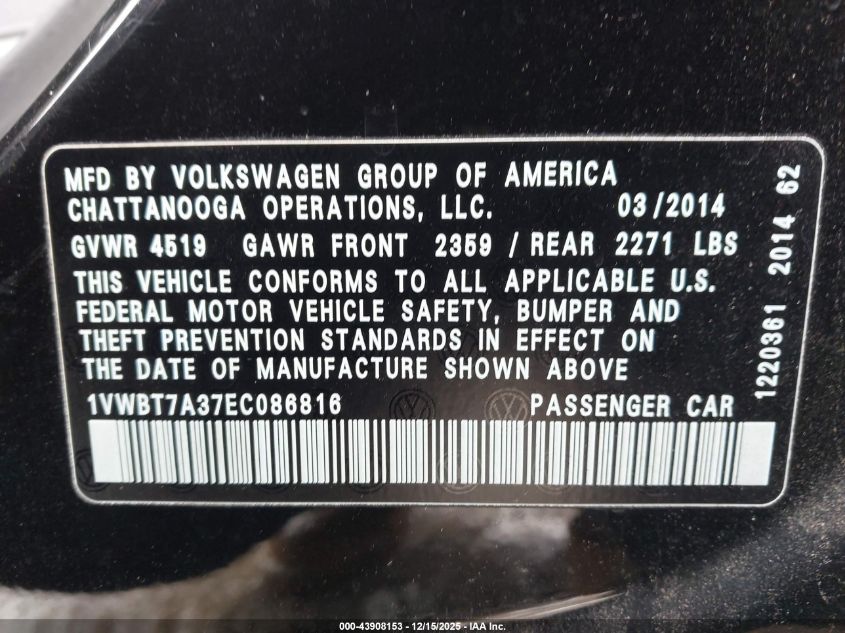 MFD BY VOLKSWAGEN GROUP OF AMERICA
CHATTANOOGA OPERATIONS, LLC. 03/2014
GVWR 4519 GAWR FRONT 2359 / REAR 2271 LBS
THIS VEHICLE CONFORMS TO ALL APPLICABLE U.S.
FEDERAL MOTOR VEHICLE SAFETY, BUMPER AND
THEFT PREVENTION STANDARDS IN EFFECT ON
THE DATE OF MANUFACTURE SHOWN ABOVE
1VWBT7A37EC086816 PASSENGER CAR
1220361 2014 62
000-43908153 - 12/15/2025 - IAA Inc.